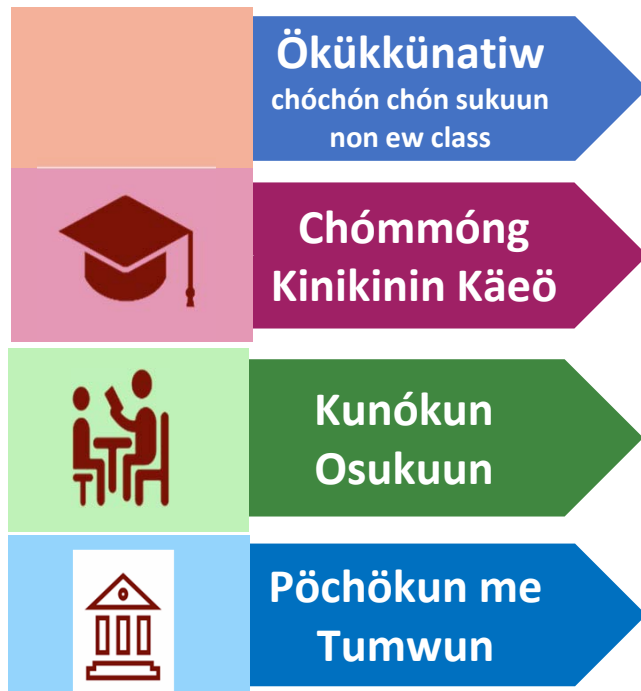 Ökükkünatiw
chóchón chón sukuun
non ew class
Chómmóng
Kinikinin Käeö
Kunókun
Osukuun
Pöchökun me
Tumwun